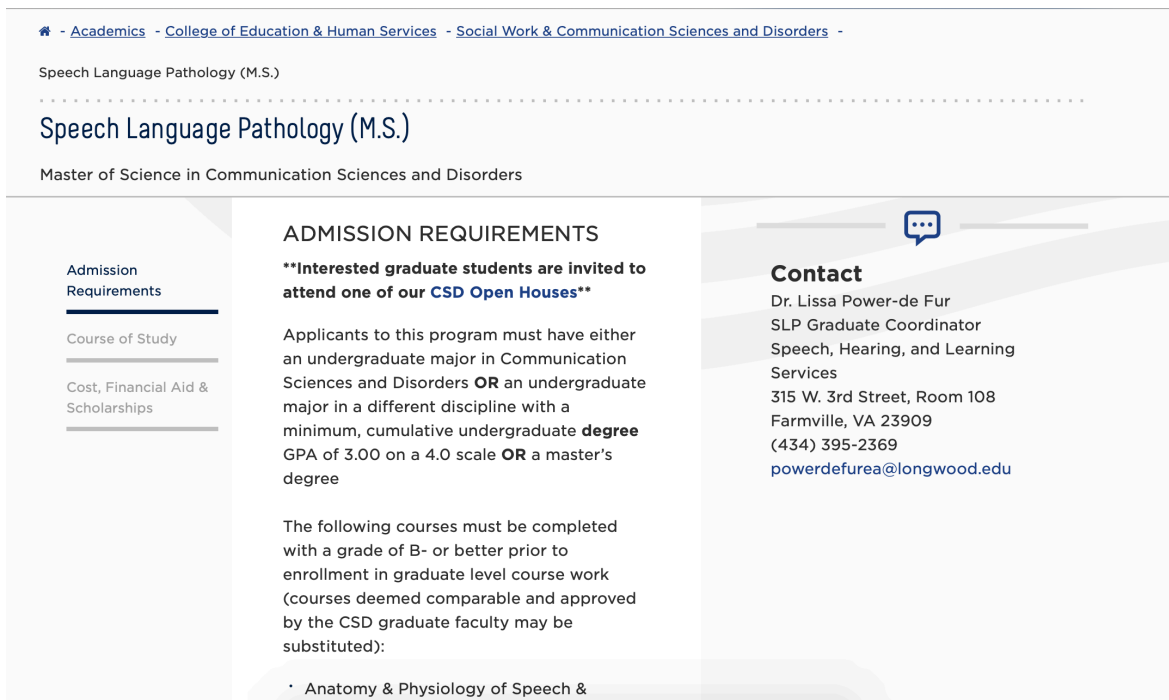 - Academics - College of Education & Human Services - Social Work & Communication Sciences and Disorders -
Speech Language Pathology (M.S.)
Speech Language Pathology (M.S.)
Master of Science in Communication Sciences and Disorders
Admission
Requirements
Course of Study
Cost, Financial Aid &
Scholarships
ADMISSION REQUIREMENTS
**Interested graduate students are invited to
attend one of our CSD Open Houses**
Applicants to this program must have either
an undergraduate major in Communication
Sciences and Disorders OR an undergraduate
major in a different discipline with a
minimum, cumulative undergraduate degree
GPA of 3.00 on a 4.0 scale OR a master's
degree
The following courses must be completed
with a grade of B- or better prior to
enrollment in graduate level course work
(courses deemed comparable and approved
by the CSD graduate faculty may be
substituted):
• Anatomy & Physiology of Speech &
Contact
Dr. Lissa Power-de Fur
SLP Graduate Coordinator
Speech, Hearing, and Learning
Services
315 W. 3rd Street, Room 108
Farmville, VA 23909
(434) 395-2369
powerdefurea@longwood.edu